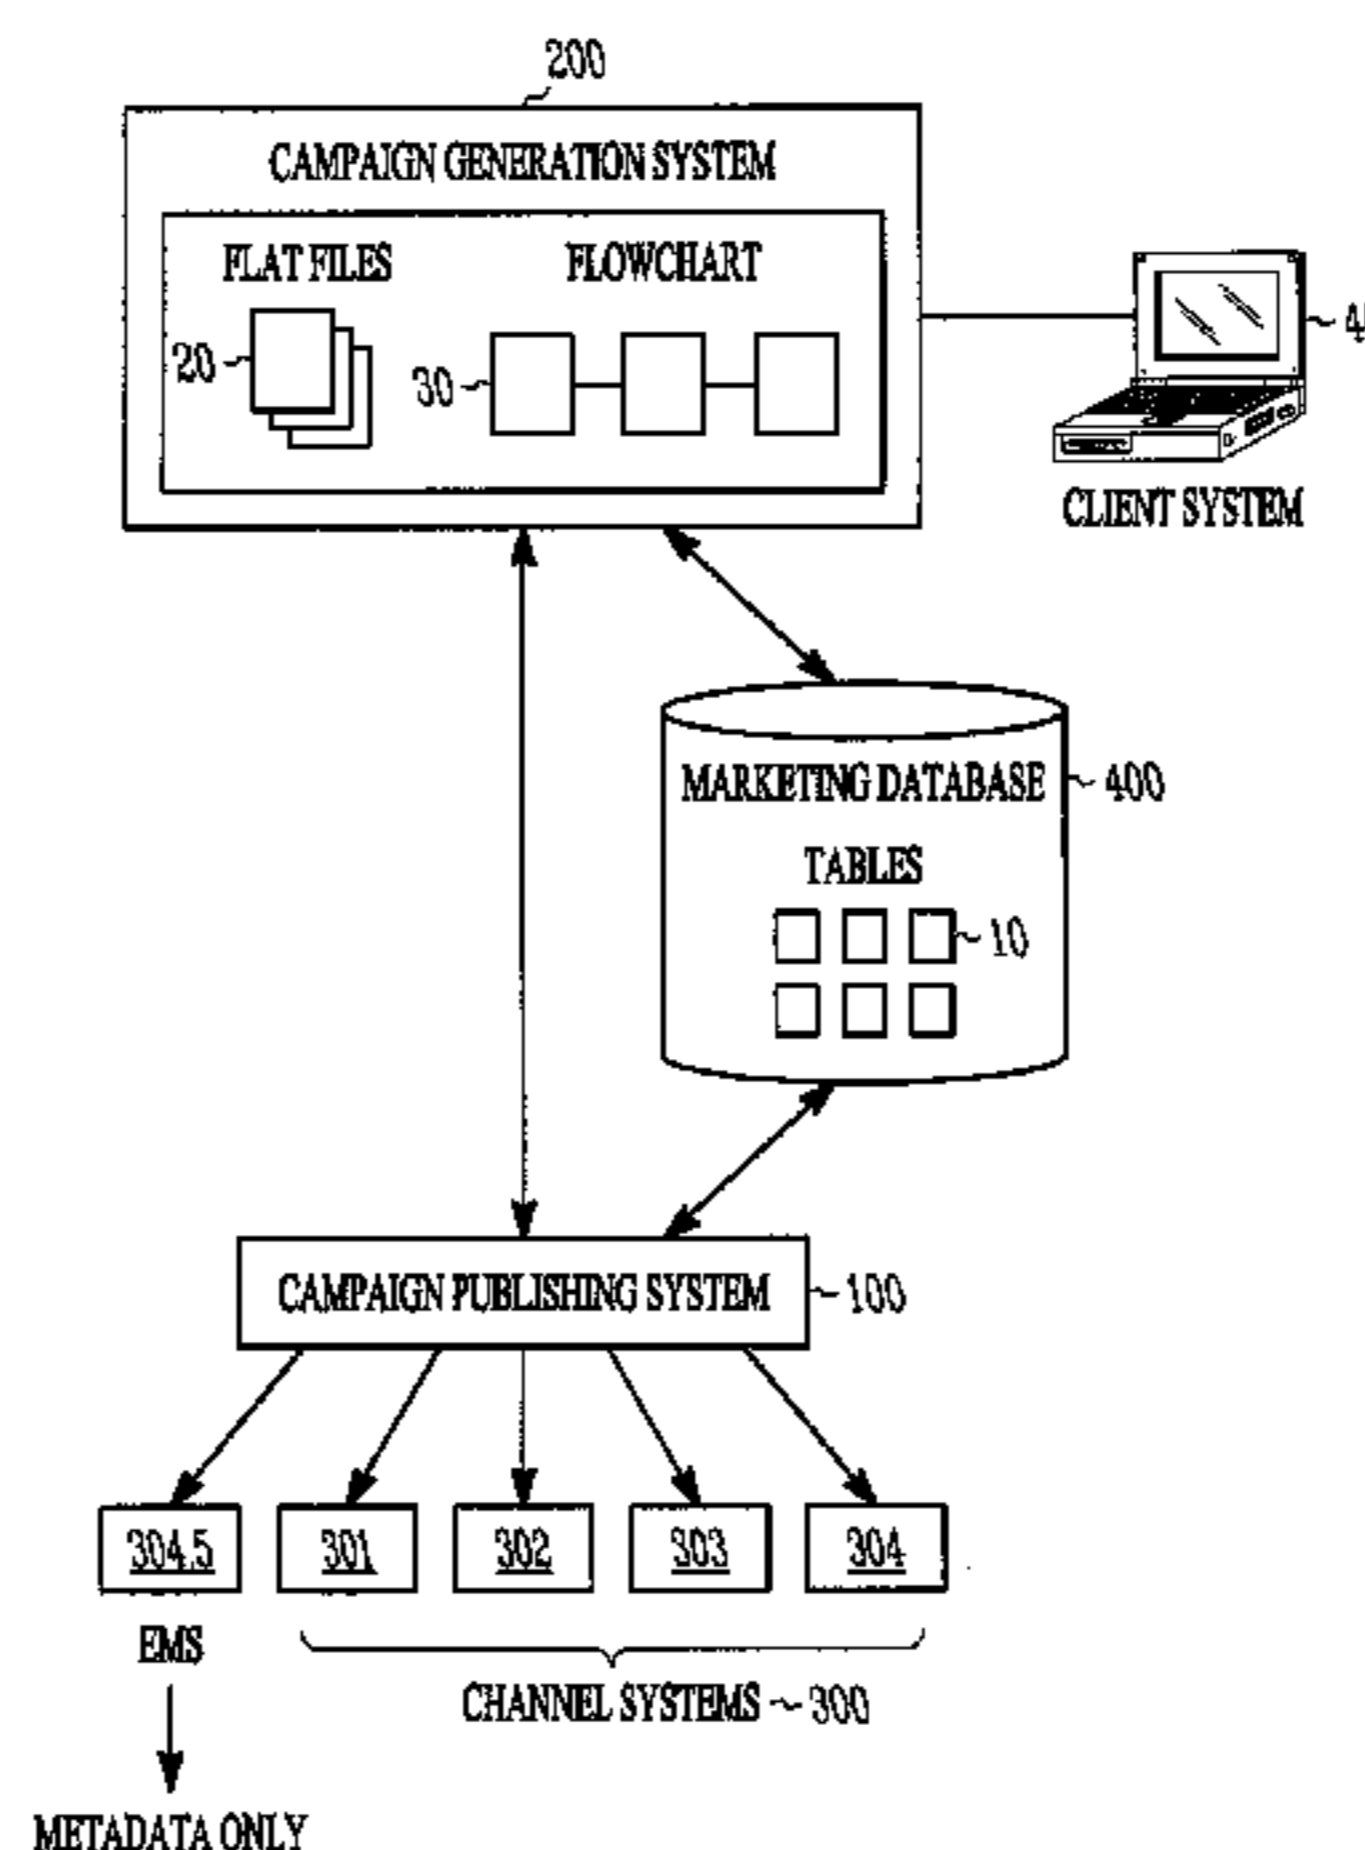 200
CAMPAIGN GENERATION SYSTEM
FLAT FILES
FLOWCHART
20
30
CLIENT SYSTEM
MARKETING DATABASE
400
TABLES
10
CAMPAIGN PUBLISHING SYSTEM
100
304.5
301
302
303
304
EMS
CHANNEL SYSTEMS
300
METADATA ONLY